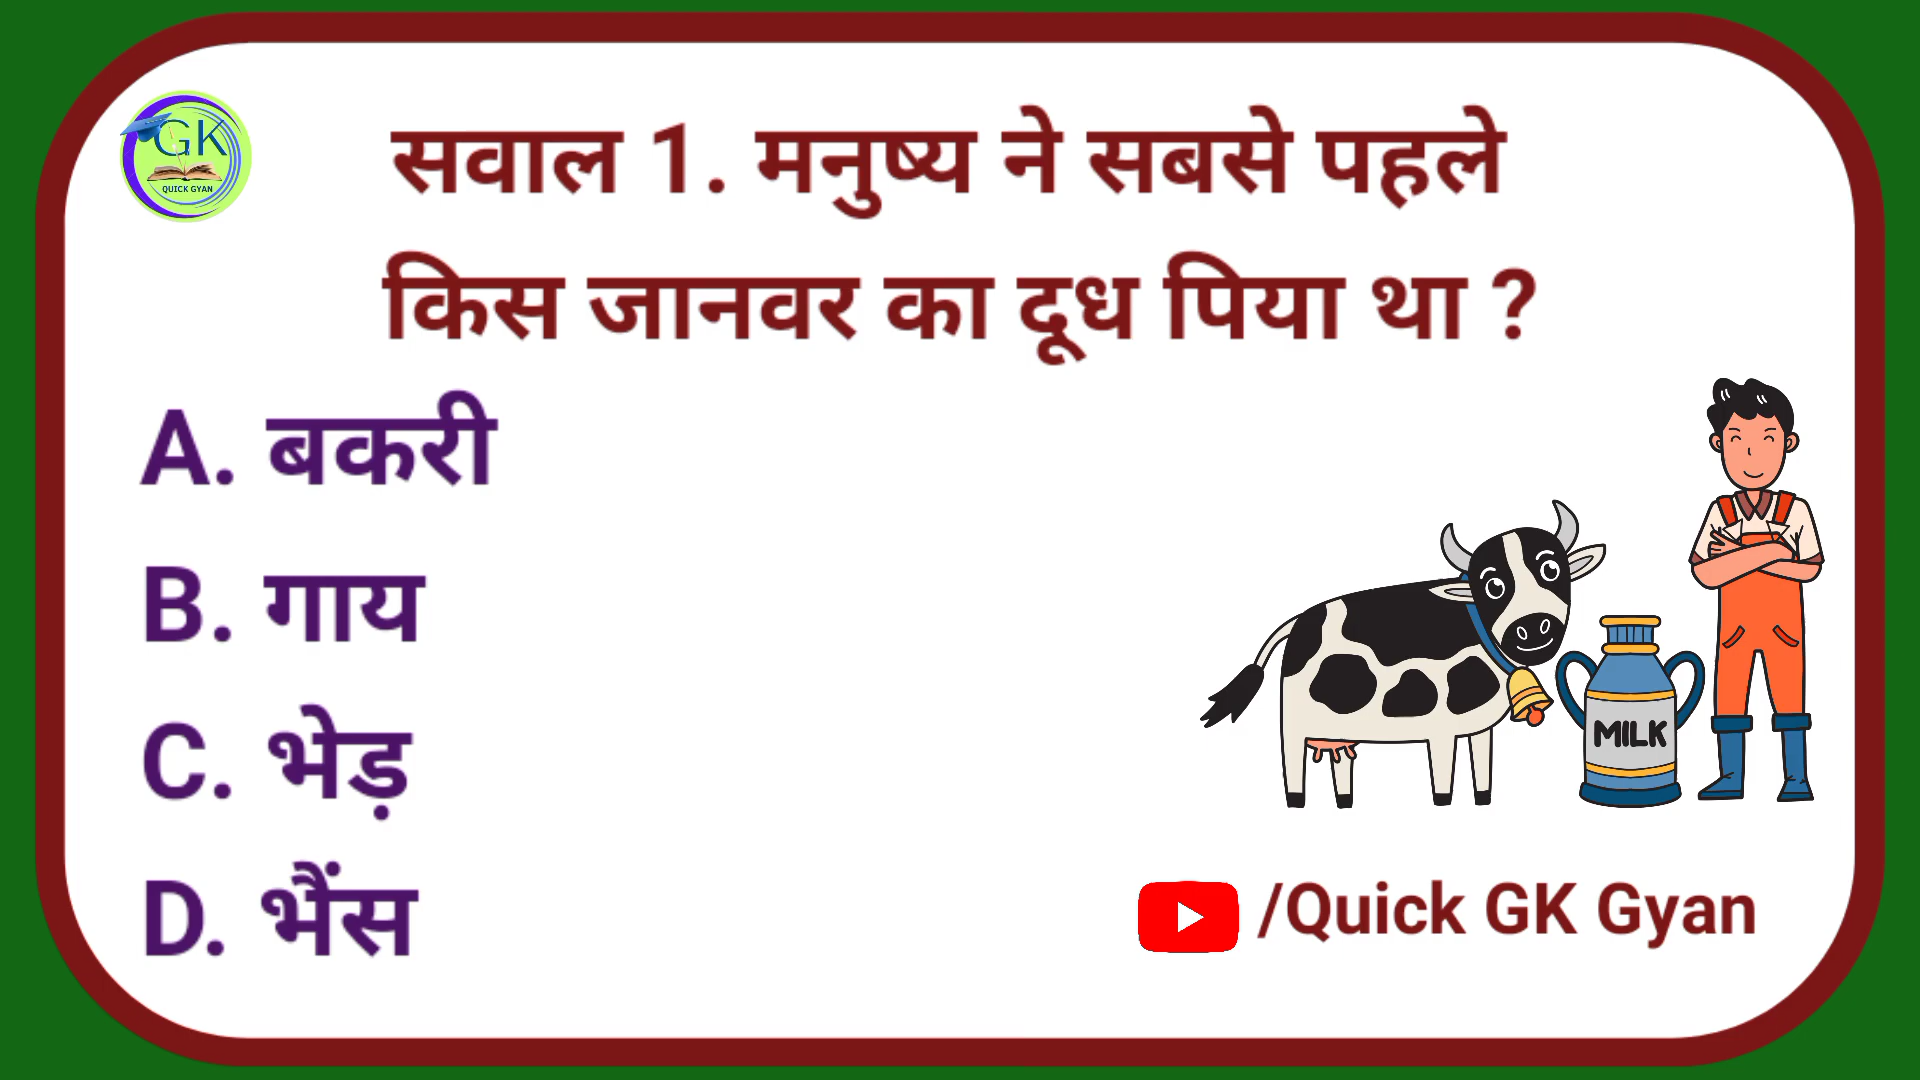 GK
QUICK GYAN
सवाल 1. मनुष्य ने सबसे पहले
किस जानवर का दूध पिया था ?
A. बकरी
B. गाय
C. भेड़
D. भैंस
MILK
/Quick GK Gyan